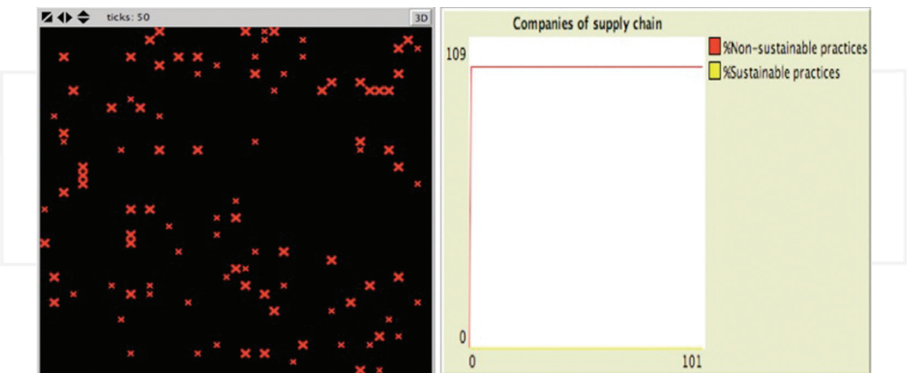 ticks: 50
3D
Companies of supply chain
109
0
0
101
%Non-sustainable practices
%Sustainable practices